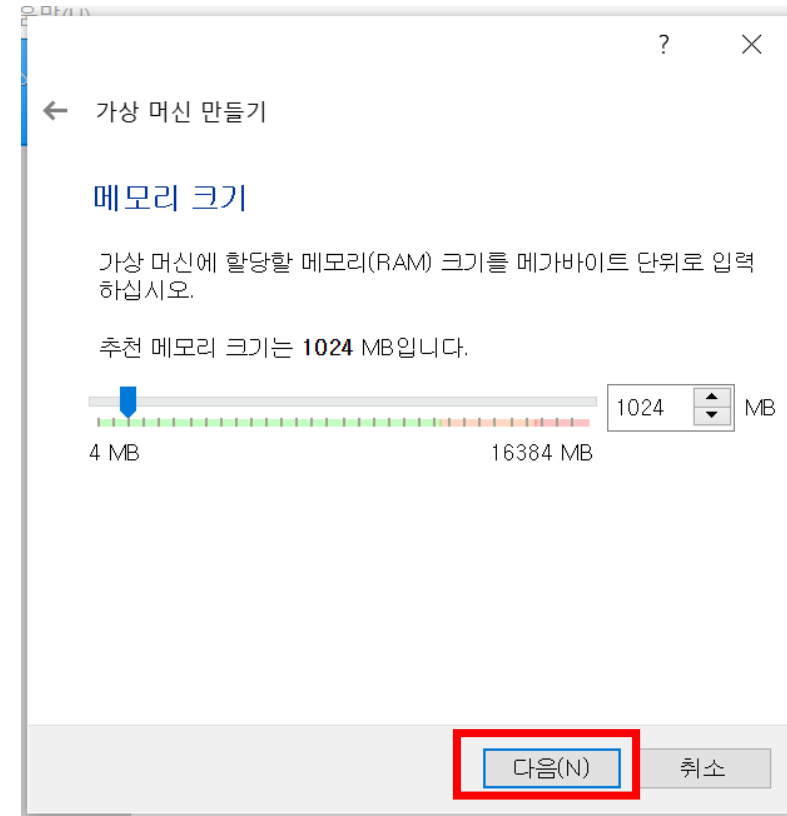 ?
가상 머신 만들기
메모리 크기
가상 머신에 할당할 메모리(RAM) 크기를 메가바이트 단위로 입력
하십시오.
추천 메모리 크기는 1024 MB입니다.
1024 MB
4 MB 16384 MB
다음(N) 취소